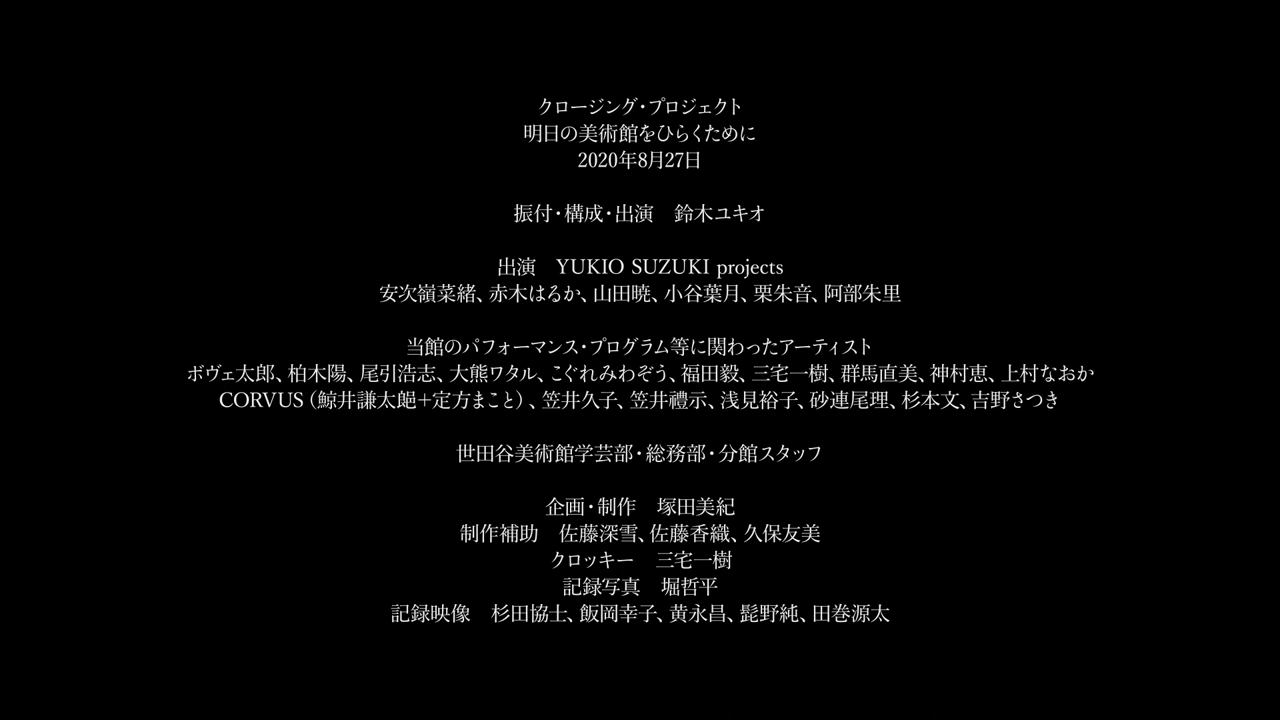 クロージング・プロジェクト
明日の美術館をひらくために
2020年8月27日
振付・構成・出演　鈴木ユキオ
出演　YUKIO SUZUKI projects
安次嶺菜緒、赤木はるか、山田暁、小谷葉月、栗朱音、阿部朱里
当館のパフォーマンス・プログラム等に関わったアーティスト
ボヴェ太郎、柏木陽、尾引浩志、大熊ワタル、こぐれみわぞう、福田毅、三宅一樹、群馬直美、神村恵、上村なおか
CORVUS（鯨井謙太郒＋定方まこと）、笠井久子、笠井禮示、浅見裕子、砂連尾理、杉本文、吉野さつき
世田谷美術館学芸部・総務部・分館スタッフ
企画・制作　塚田美紀
制作補助　佐藤深雪、佐藤香織、久保友美
クロッキー　三宅一樹
記録写真　堀哲平
記録映像　杉田協士、飯岡幸子、黄永昌、髭野純、田巻源太